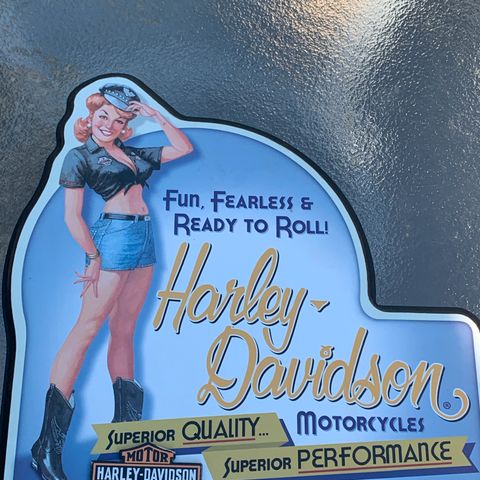 Fun, Fearless &
Ready to Roll!
Harley-
Davidson®
Motorcycles
Superior QUALITY...
Superior PERFORMANCE
MOTOR
HARLEY-DAVIDSON